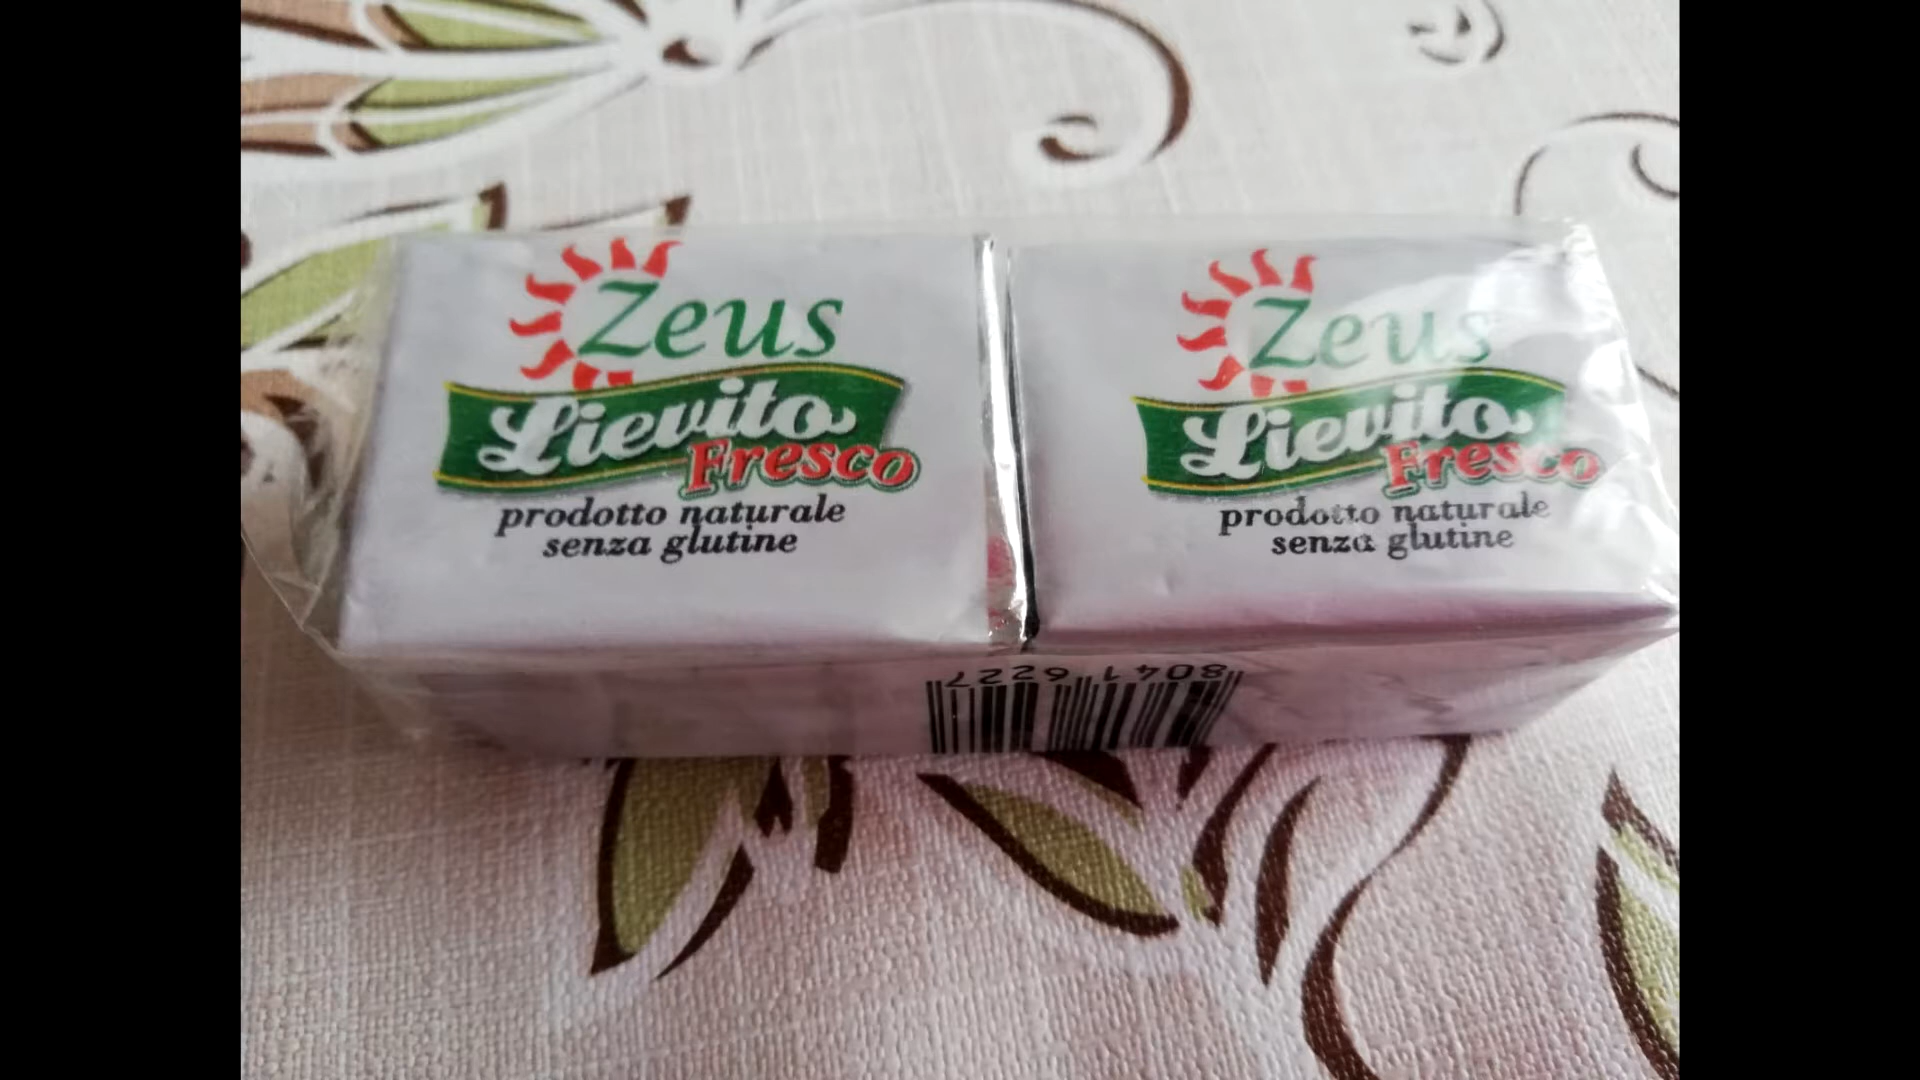 Zeus
Lievito
Fresco
prodotto naturale
senza glutine
Zeus
Lievito
Fresco
prodotto naturale
senza glutine
8041 6227